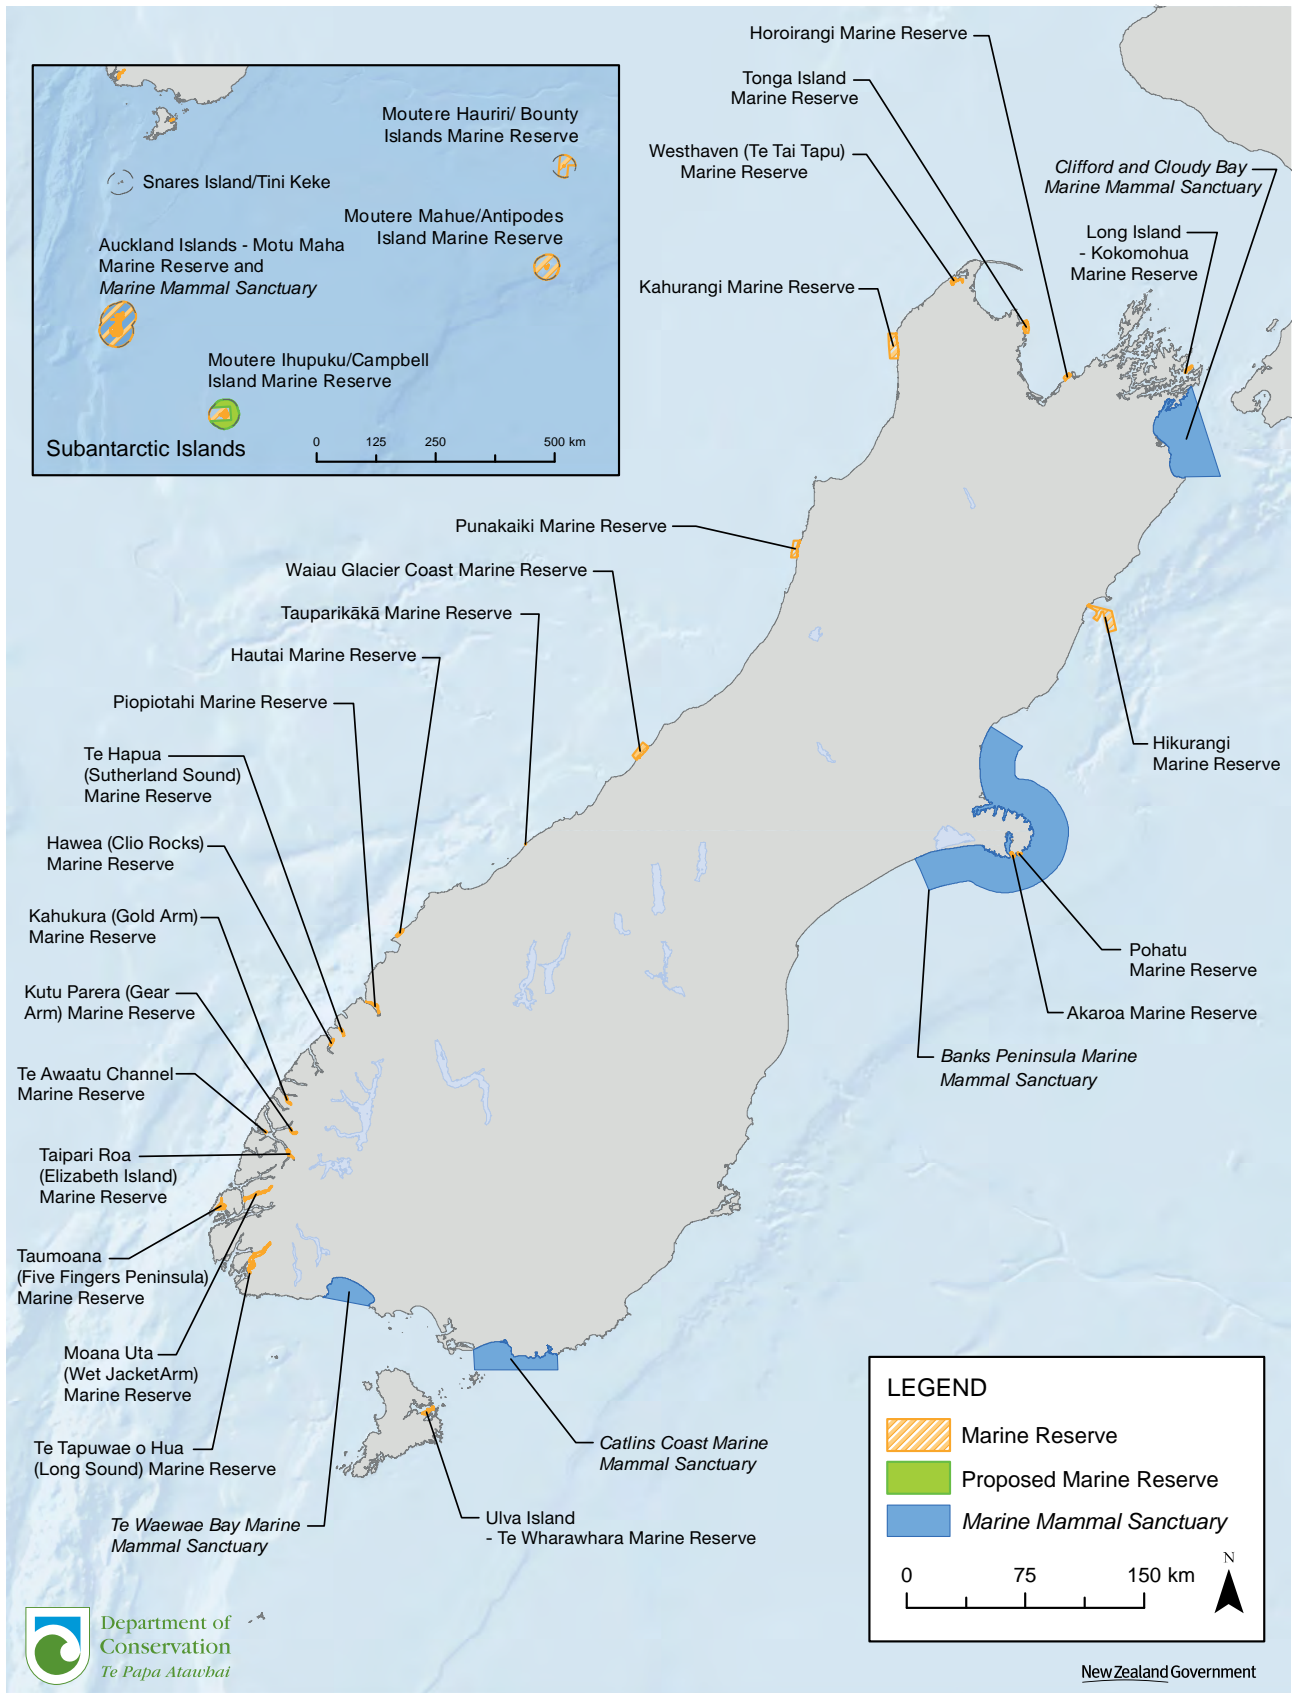 Horoirangi Marine Reserve
Tonga Island
Marine Reserve
Westhaven (Te Tai Tapu)
Marine Reserve
Clifford and Cloudy Bay
Marine Mammal Sanctuary
Long Island
- Kokomohua
Marine Reserve
Kahurangi Marine Reserve
Moutere Hauriri/ Bounty
Islands Marine Reserve
Snares Island/Tini Keke
Moutere Mahue/Antipodes
Island Marine Reserve
Auckland Islands - Motu Maha
Marine Reserve and
Marine Mammal Sanctuary
Moutere Ihupuku/Campbell
Island Marine Reserve
Subantarctic Islands
0 125 250 500 km
Punakaiki Marine Reserve
Waiau Glacier Coast Marine Reserve
Tauparikākā Marine Reserve
Hautai Marine Reserve
Piopiotahi Marine Reserve
Te Hapua
(Sutherland Sound)
Marine Reserve
Hawea (Clio Rocks)
Marine Reserve
Kahukura (Gold Arm)
Marine Reserve
Kutu Parera (Gear
Arm) Marine Reserve
Te Awaatu Channel
Marine Reserve
Taipari Roa
(Elizabeth Island)
Marine Reserve
Taumoana
(Five Fingers Peninsula)
Marine Reserve
Moana Uta
(Wet JacketArm)
Marine Reserve
Te Tapuwae o Hua
(Long Sound) Marine Reserve
Te Waewae Bay Marine
Mammal Sanctuary
Hikurangi
Marine Reserve
Pohatu
Marine Reserve
Akaroa Marine Reserve
Banks Peninsula Marine
Mammal Sanctuary
Catlins Coast Marine
Mammal Sanctuary
Ulva Island
- Te Wharawhara Marine Reserve
LEGEND
Marine Reserve
Proposed Marine Reserve
Marine Mammal Sanctuary
0 75 150 km
N
Department of
Conservation
Te Papa Atawhai
New Zealand Government